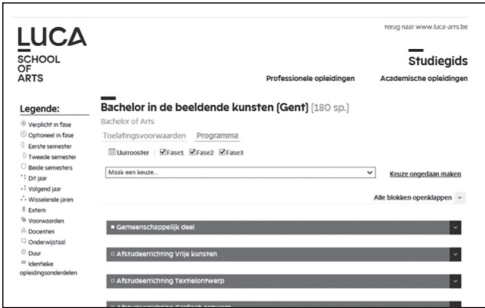 terug naar www.luca-arts.be
LUCA
SCHOOL
OF
ARTS
Studiegids
Professionele opleidingen
Academische opleidingen
Legende:
Verplicht in fase
Optioneel in fase
Eerste semester
Tweede semester
Beide semesters
Dit jaar
Volgend jaar
Wisselende jaren
Extern
Voorwaarden
Docenten
Onderwijstaal
Duur
Identieke
opleidingsonderdelen
Bachelor in de beeldende kunsten (Gent) [180 sp.]
Bachelor of Arts
Toelatingsvoorwaarden Programma
Uurrooster Fase1 Fase2 Fase3
Maak een keuze..
Keuze ongedaan maken
Alle blokken openklappen
Gemeenschappelijk deel
Afstudeerrichting Vrije kunsten
Afstudeerrichting Textielontwerp